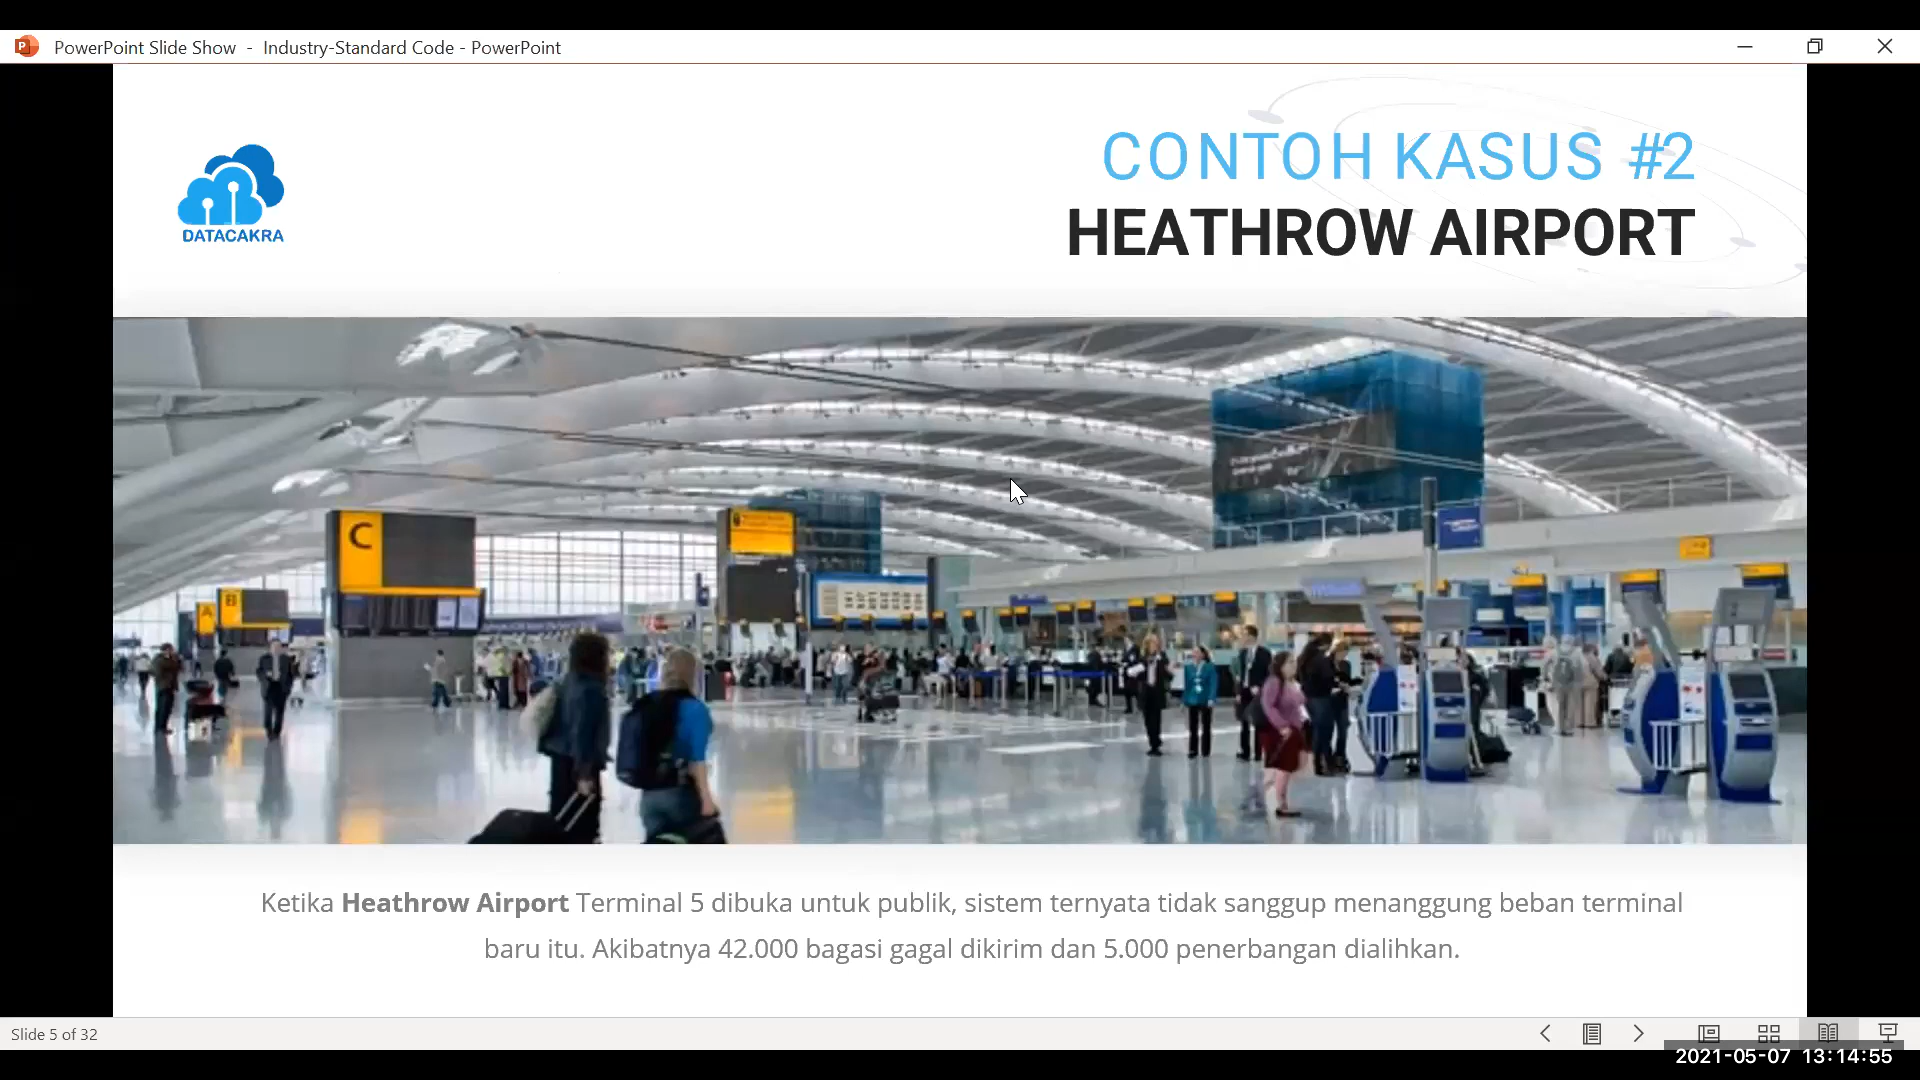 PowerPoint Slide Show - Industry-Standard Code - PowerPoint
DATACAKRA
CONTOH KASUS #2
HEATHROW AIRPORT
C
A
B
Ketika Heathrow Airport Terminal 5 dibuka untuk publik, sistem ternyata tidak sanggup menanggung beban terminal
baru itu. Akibatnya 42.000 bagasi gagal dikirim dan 5.000 penerbangan dialihkan.
Slide 5 of 32
2021-05-07 13:14:55